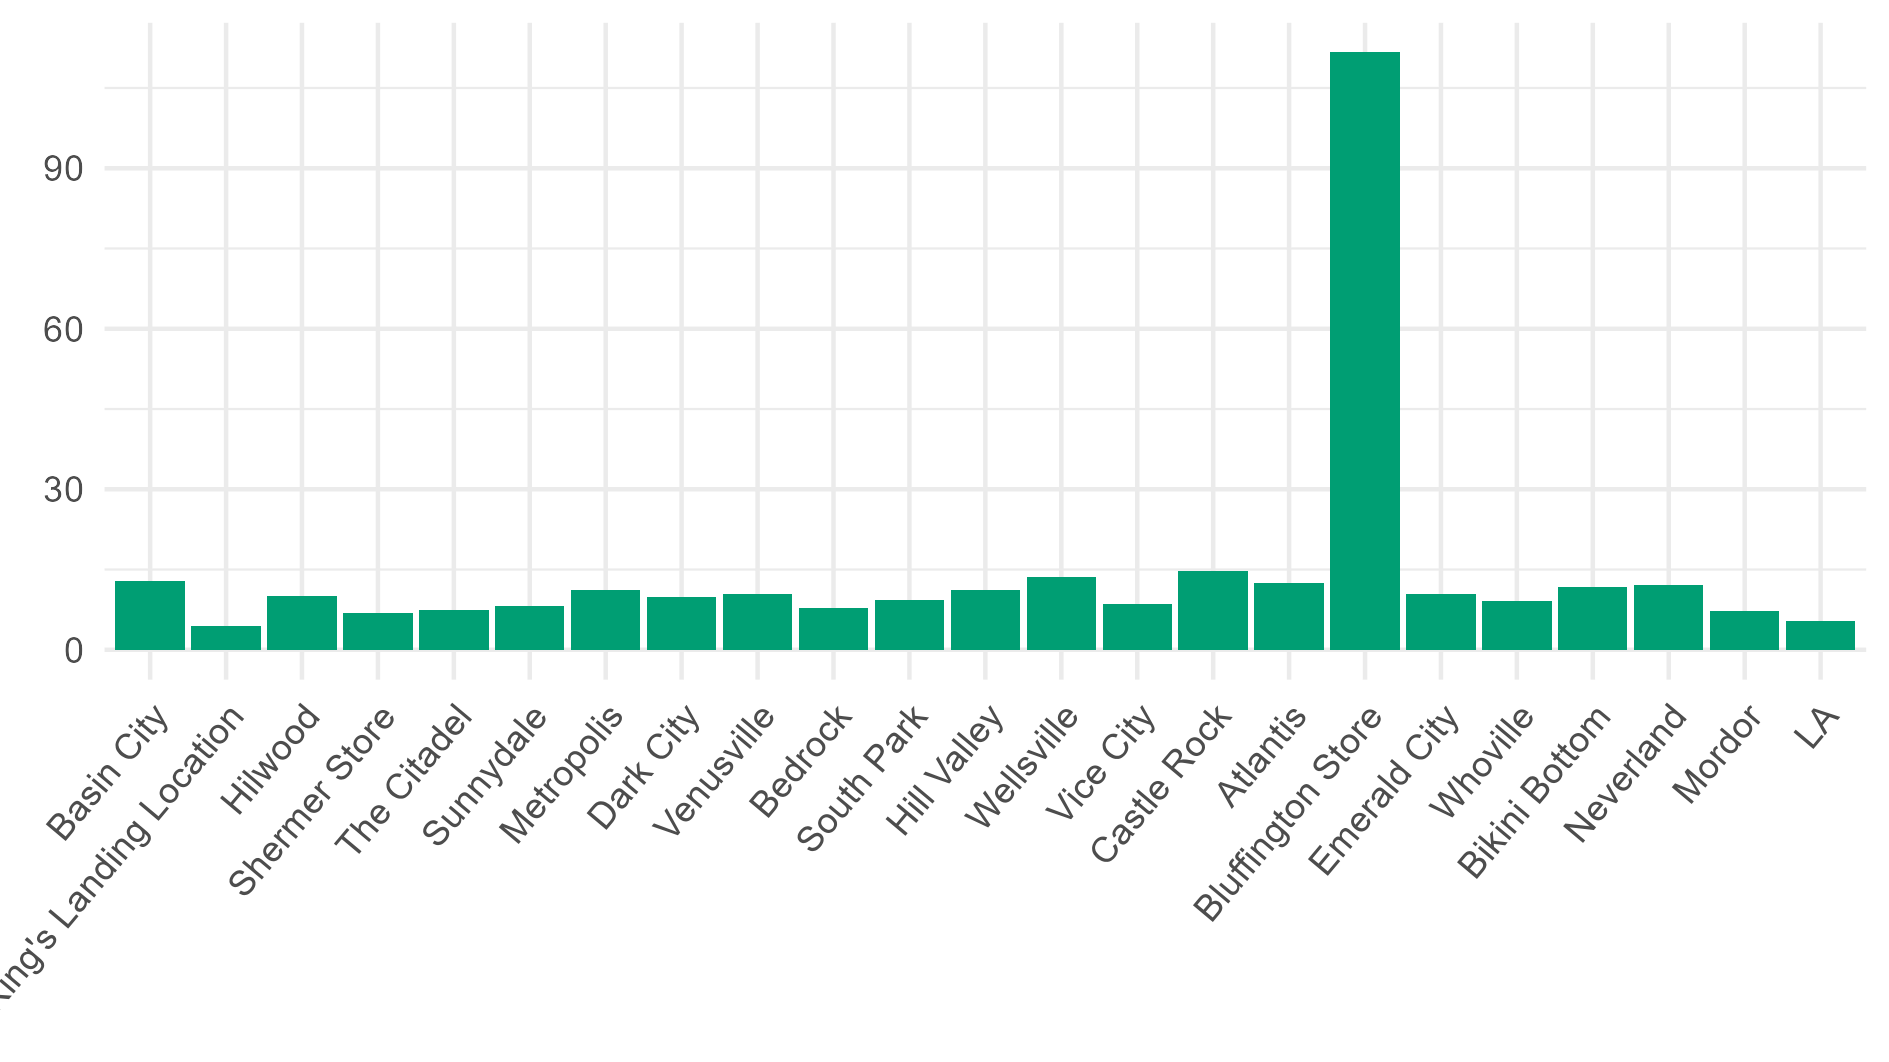 90
60
30
0
Basin City
King's Landing Location
Hilwood
Shermer Store
The Citadel
Sunnydale
Metropolis
Dark City
Venusville
Bedrock
South Park
Hill Valley
Wellsville
Vice City
Castle Rock
Atlantis
Bluffington Store
Emerald City
Whoville
Bikini Bottom
Neverland
Mordor
LA